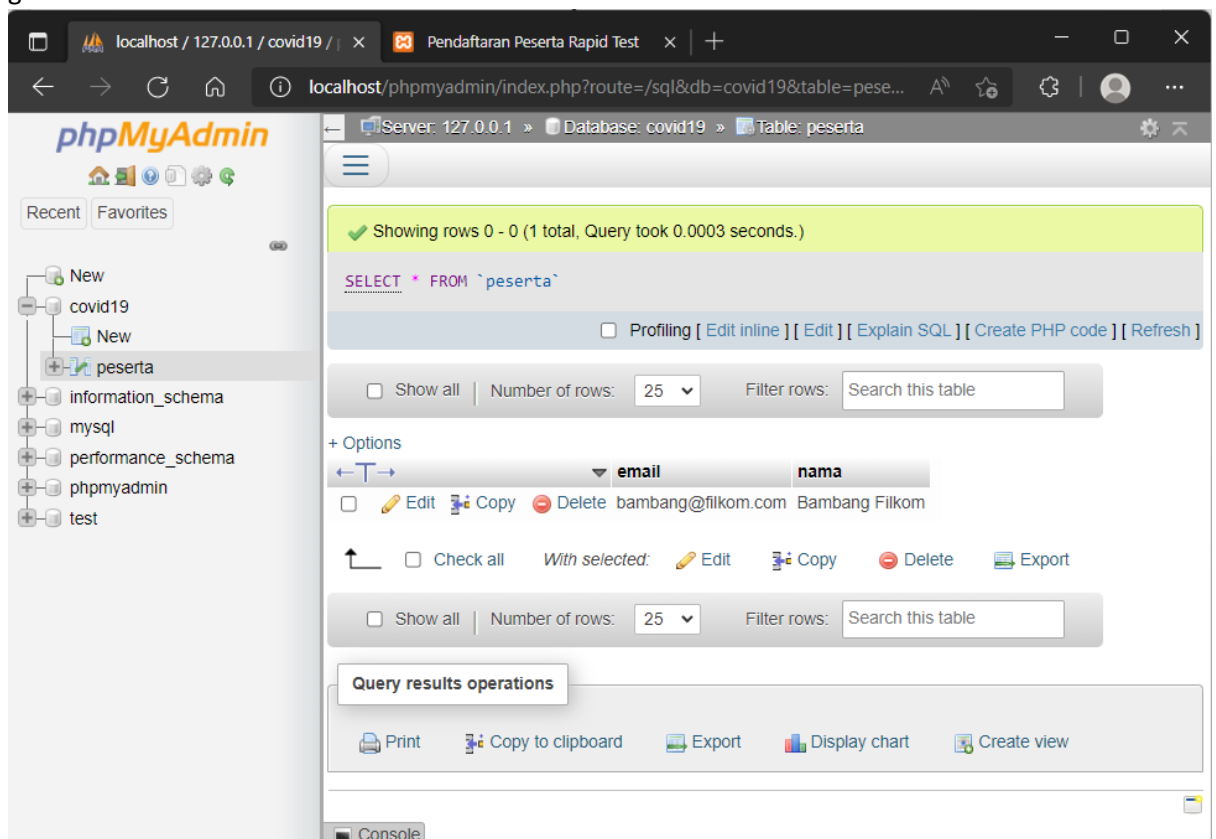 localhost / 127.0.0.1 / covid19 /
Pendaftaran Peserta Rapid Test
localhost/phpmyadmin/index.php?route=/sql&db=covid19&table=pese...
phpMyAdmin
Recent
Favorites
New
covid19
New
peserta
information_schema
mysql
performance_schema
phpmyadmin
test
Server: 127.0.0.1 » Database: covid19 » Table: peserta
Showing rows 0 - 0 (1 total, Query took 0.0003 seconds.)
SELECT * FROM `peserta`
Profiling [ Edit inline ] [ Edit ] [ Explain SQL ] [ Create PHP code ] [ Refresh ]
Show all | Number of rows: 25 Filter rows: Search this table
+ Options
email nama
Edit Copy Delete bambang@filkom.com Bambang Filkom
Check all With selected: Edit Copy Delete Export
Show all | Number of rows: 25 Filter rows: Search this table
Query results operations
Print Copy to clipboard Export Display chart Create view
Console